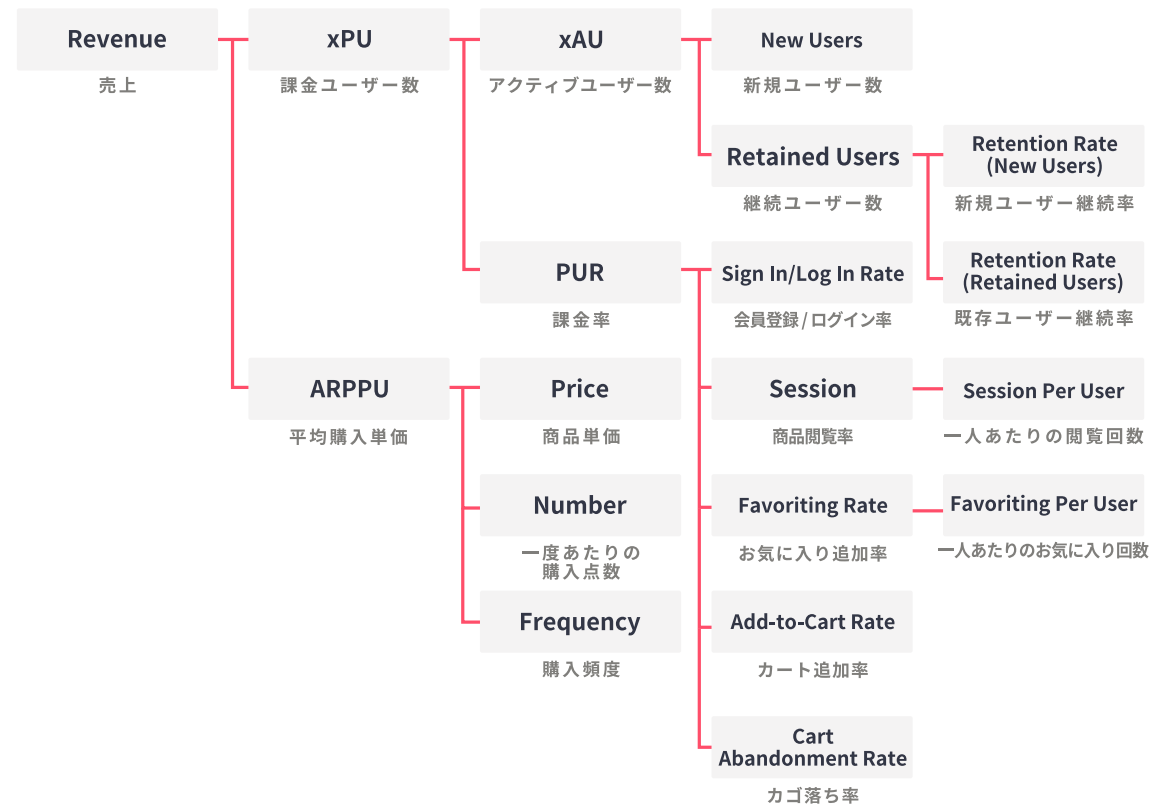 Revenue
売上
xPU
課金ユーザー数
xAU
アクティブユーザー数
New Users
新規ユーザー数
Retained Users
継続ユーザー数
Retention Rate
(New Users)
新規ユーザー継続率
Retention Rate
(Retained Users)
既存ユーザー継続率
PUR
課金率
Sign In/Log In Rate
会員登録 / ログイン率
ARPPU
平均購入単価
Price
商品単価
Session
商品閲覧率
Session Per User
一人あたりの閲覧回数
Number
一度あたりの
購入点数
Favoriting Rate
お気に入り追加率
Favoriting Per User
一人あたりのお気に入り回数
Frequency
購入頻度
Add-to-Cart Rate
カート追加率
Cart
Abandonment Rate
カゴ落ち率